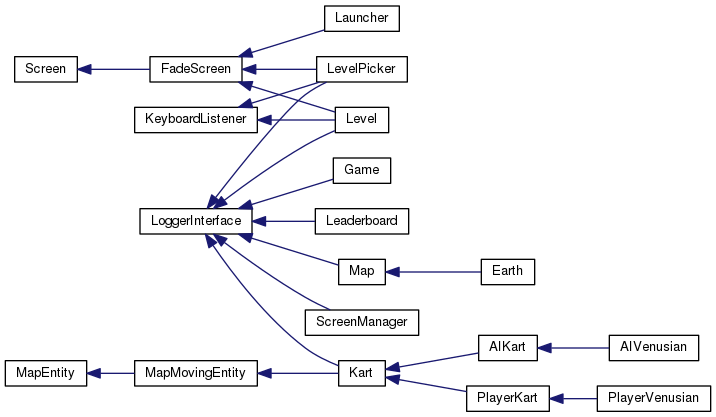 Launcher
Screen
FadeScreen
LevelPicker
KeyboardListener
Level
Game
LoggerInterface
Leaderboard
Map
Earth
ScreenManager
AIKart
AIVenusian
MapEntity
MapMovingEntity
Kart
PlayerKart
PlayerVenusian